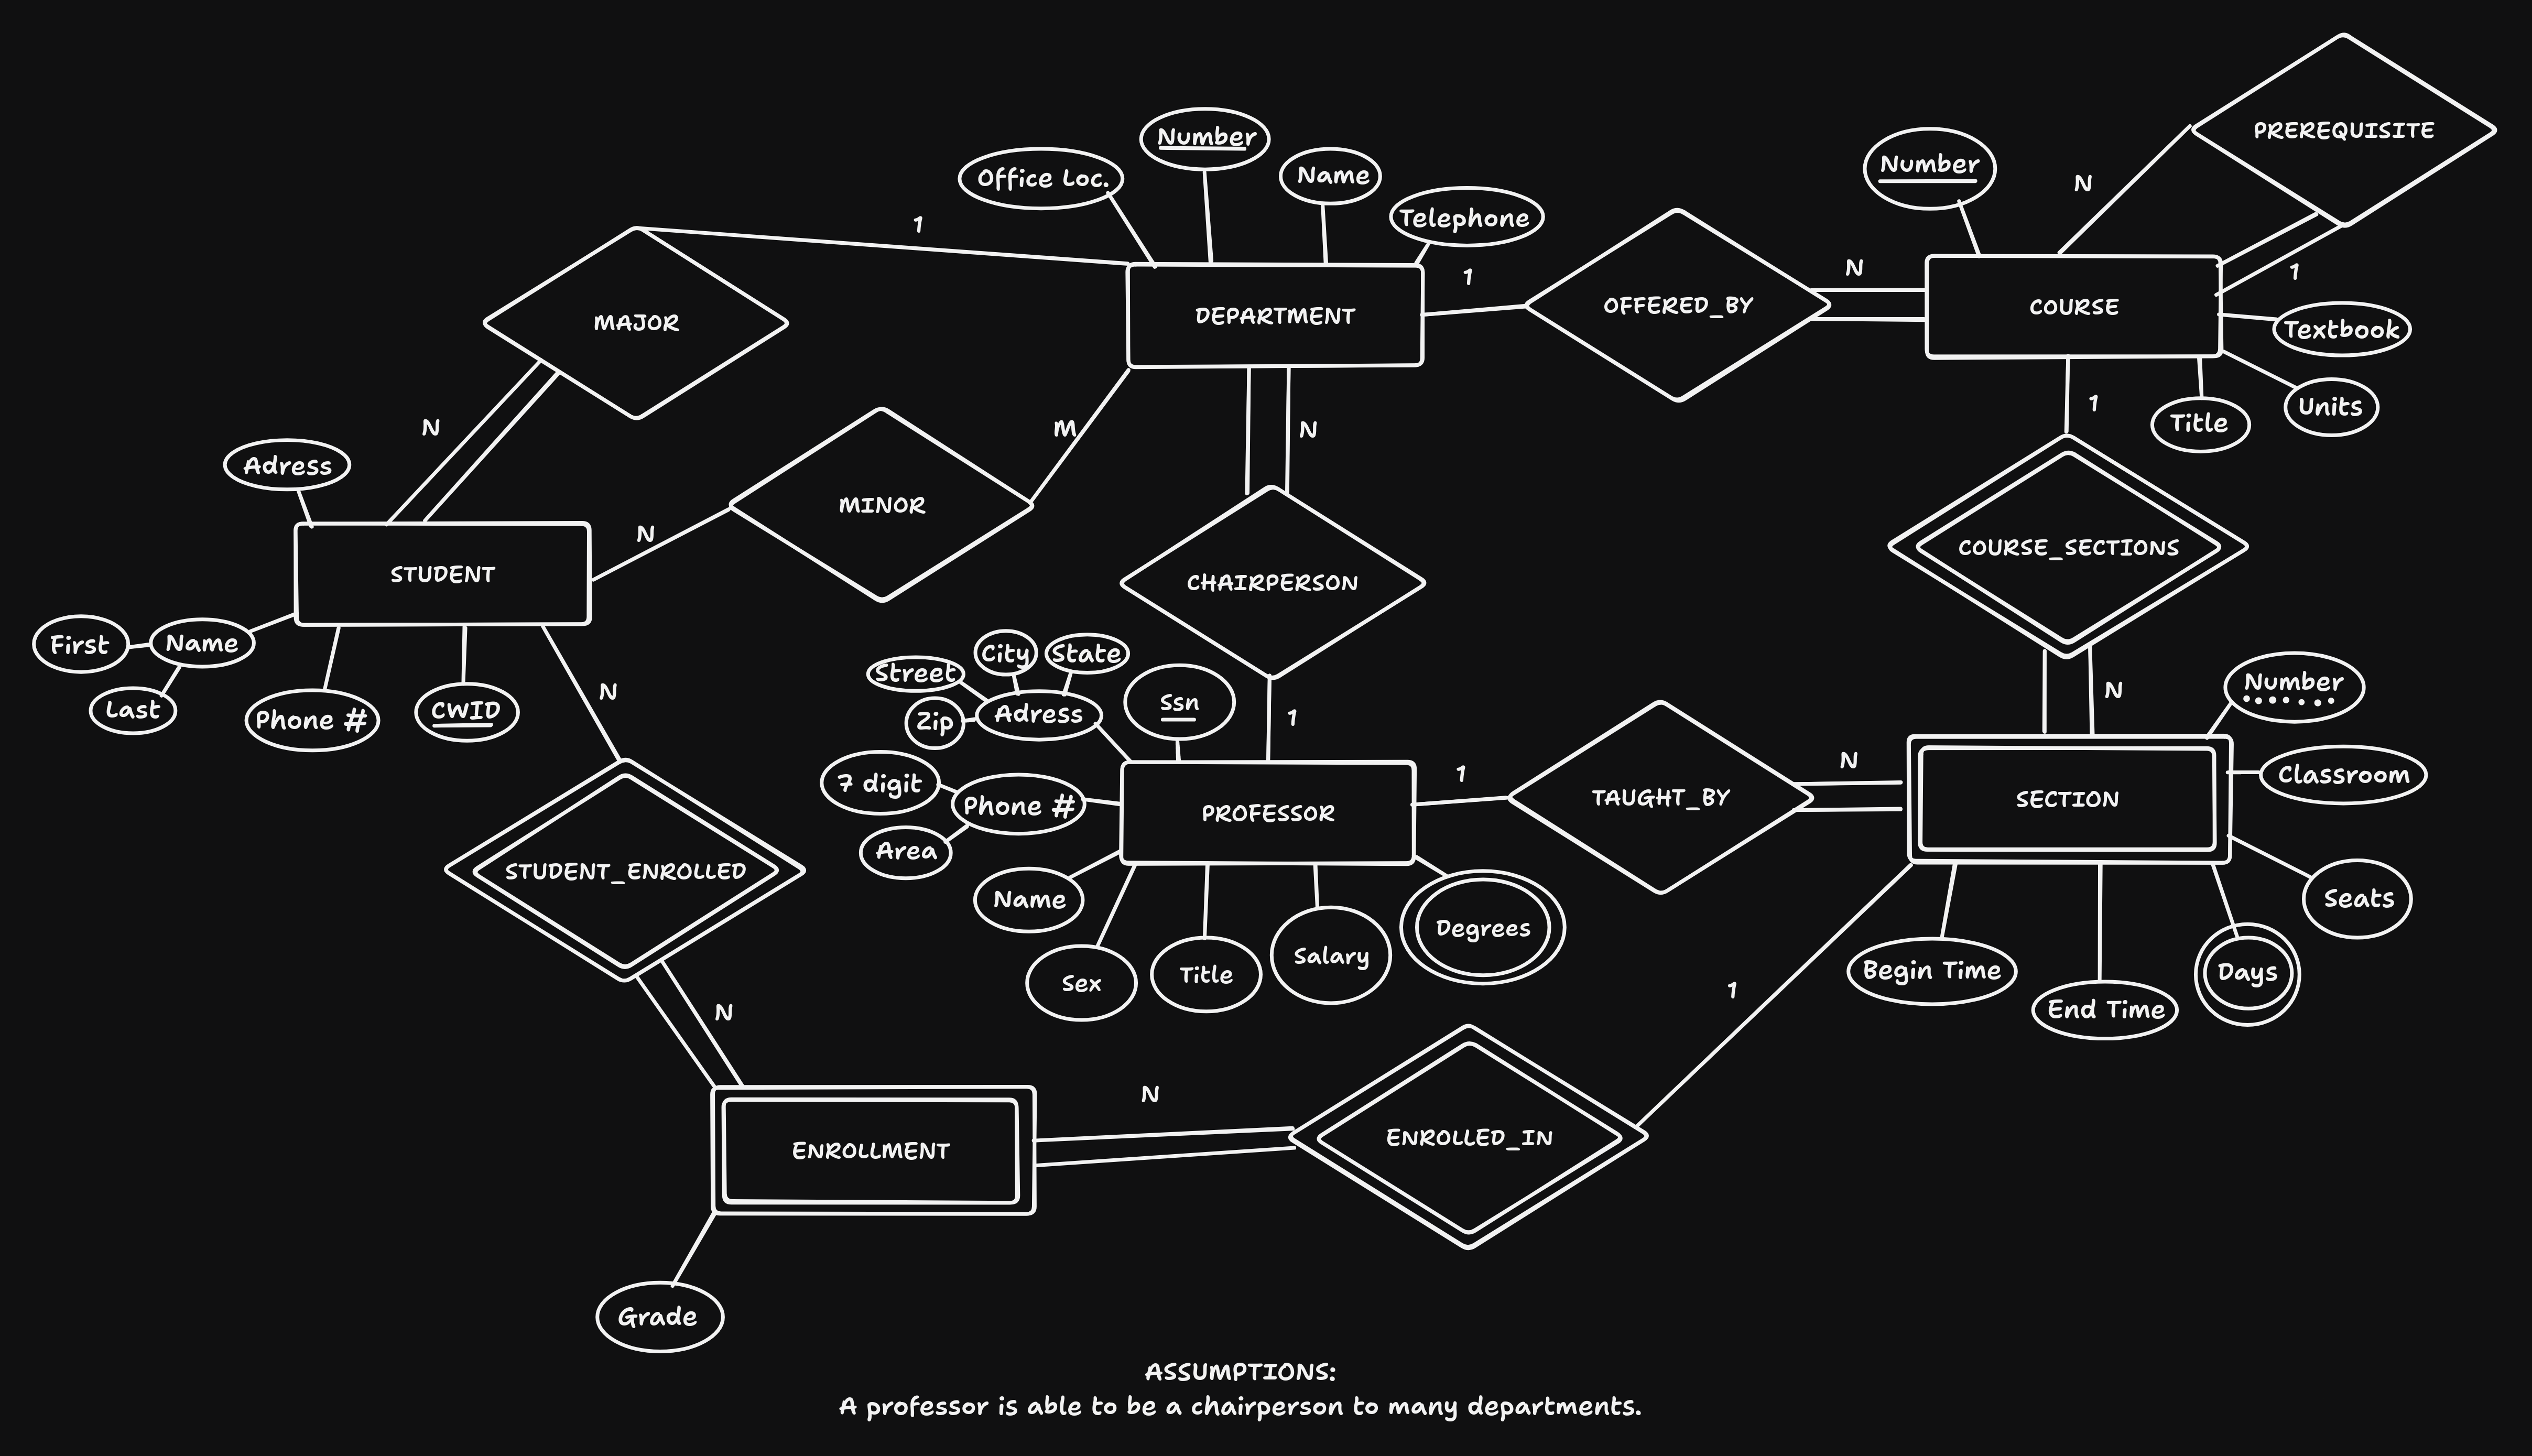 PREREQUISITE
Number
Number
Office Loc.
Name
Telephone
N
1
1
N
1
DEPARTMENT
OFFERED_BY
COURSE
MAJOR
Textbook
Units
Title
1
N
M
N
Adress
MINOR
N
STUDENT
CHAIRPERSON
COURSE_SECTIONS
First
Name
Last
Phone #
CWID
N
Street
City
State
Zip
Adress
Ssn
1
N
Number
7 digit
Phone #
Area
PROFESSOR
1
TAUGHT_BY
N
SECTION
Classroom
Seats
STUDENT_ENROLLED
Name
Sex
Title
Salary
Degrees
Begin Time
End Time
Days
N
1
N
ENROLLMENT
ENROLLED_IN
Grade
ASSUMPTIONS:
A professor is able to be a chairperson to many departments.